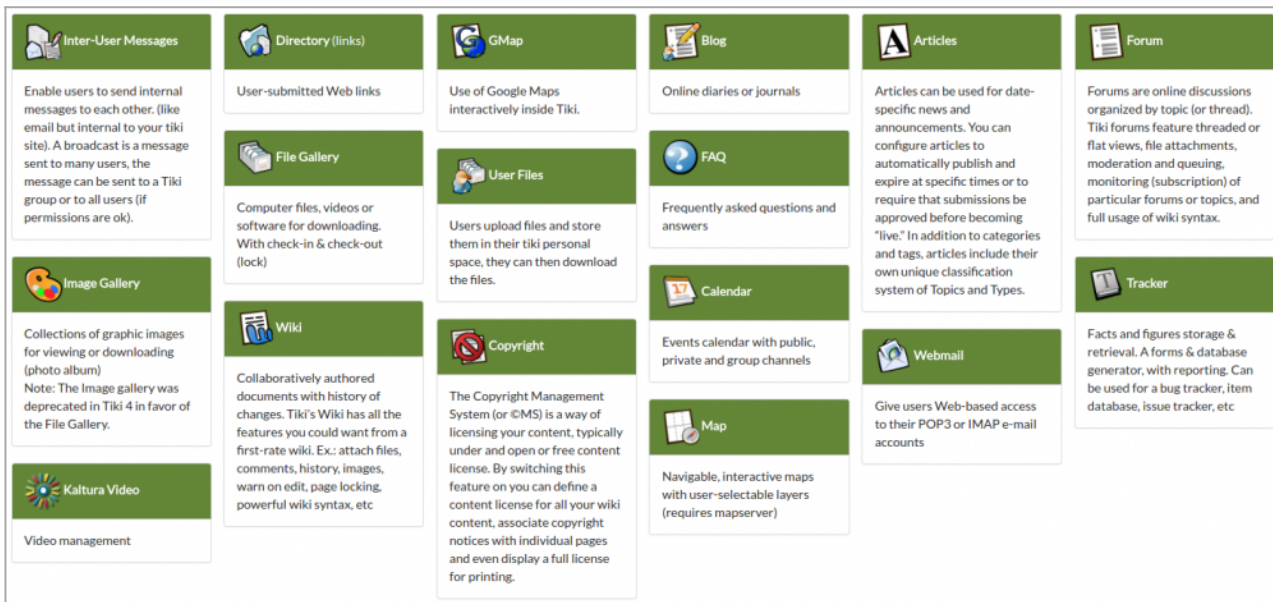 Inter-User Messages
Enable users to send internal
messages to each other. (like
email but internal to your tiki
site). A broadcast is a message
sent to many users, the
message can be sent to a Tiki
group or to all users (if
permissions are ok).
Image Gallery
Collections of graphic images
for viewing or downloading
(photo album)
Note: The Image gallery was
deprecated in Tiki 4 in favor of
the File Gallery.
Kaltura Video
Video management
Directory (links)
User-submitted Web links
File Gallery
Computer files, videos or
software for downloading.
With check-in & check-out
(lock)
Wiki
Collaboratively authored
documents with history of
changes. Tiki's Wiki has all the
features you could want from a
first-rate wiki. Ex.: attach files,
comments, history, images,
warn on edit, page locking,
powerful wiki syntax, etc
GMap
Use of Google Maps
interactively inside Tiki.
User Files
Users upload files and store
them in their tiki personal
space, they can then download
the files.
Copyright
The Copyright Management
System (or ©MS) is a way of
licensing your content, typically
under and open or free content
license. By switching this
feature on you can define a
content license for all your wiki
content, associate copyright
notices with individual pages
and even display a full license
for printing.
Blog
Online diaries or journals
FAQ
Frequently asked questions and
answers
17
Calendar
Events calendar with public,
private and group channels
Map
Navigable, interactive maps
with user-selectable layers
(requires mapserver)
A
Articles
Articles can be used for date-
specific news and
announcements. You can
configure articles to
automatically publish and
expire at specific times or to
require that submissions be
approved before becoming
"live." In addition to categories
and tags, articles include their
own unique classification
system of Topics and Types.
Webmail
Give users Web-based access
to their POP3 or IMAP e-mail
accounts
Forum
Forums are online discussions
organized by topic (or thread).
Tiki forums feature threaded or
flat views, file attachments,
moderation and queuing,
monitoring (subscription) of
particular forums or topics, and
full usage of wiki syntax.
T
Tracker
Facts and figures storage &
retrieval. A forms & database
generator, with reporting. Can
be used for a bug tracker, item
database, issue tracker, etc